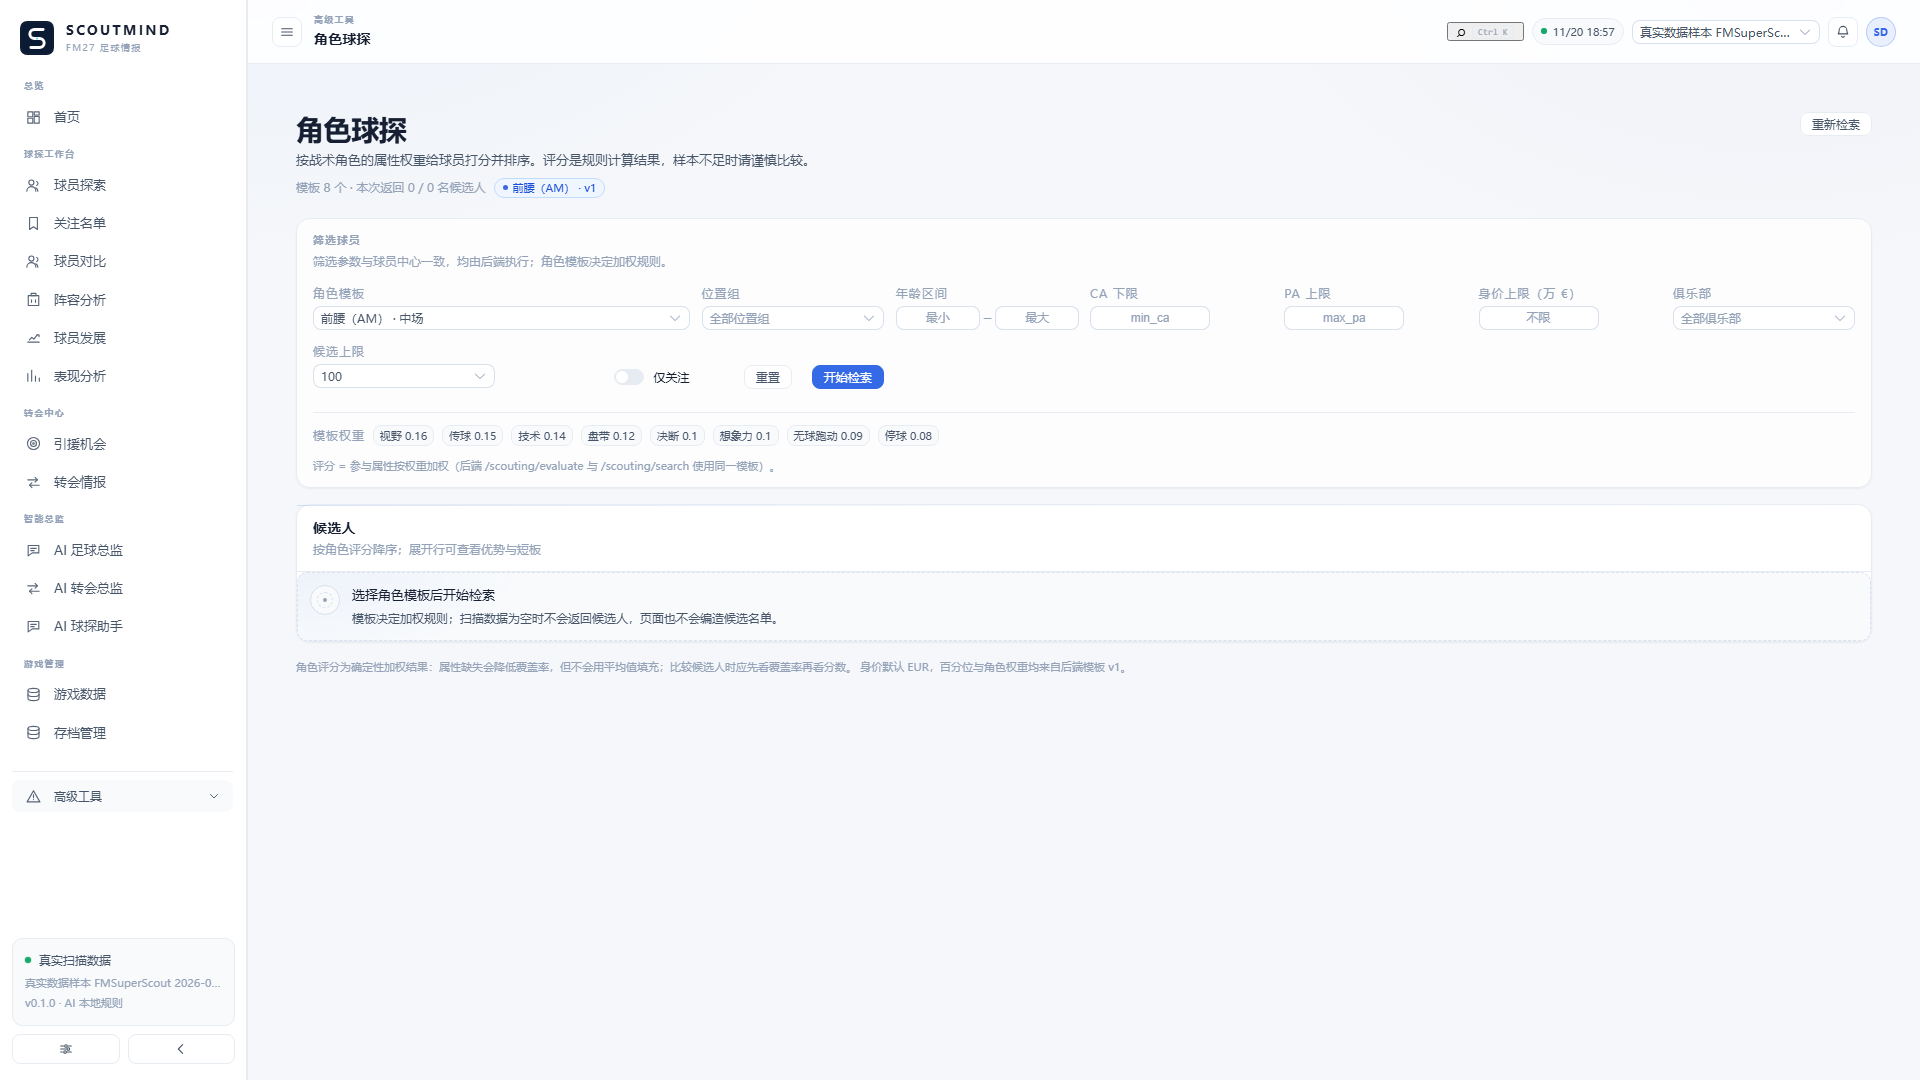 SCOUTMIND
FM27 足球情报
总览
首页
球探工作台
球员探索
关注名单
球员对比
阵容分析
球员发展
表现分析
转会中心
引援机会
转会情报
智能总监
AI 足球总监
AI 转会总监
AI 球探助手
游戏管理
游戏数据
存档管理
高级工具
真实扫描数据
真实数据样本 FMSuperScout 2026-0...
v0.1.0 · AI 本地规则
高级工具
角色球探
Ctrl K
11/20 18:57
真实数据样本 FMSuperSc...
SD
角色球探
重新检索
按战术角色的属性权重给球员打分并排序。评分是规则计算结果，样本不足时请谨慎比较。
模板 8 个 · 本次返回 0 / 0 名候选人 前腰（AM） · v1
筛选球员
筛选参数与球员中心一致，均由后端执行；角色模板决定加权规则。
角色模板 位置组 年龄区间 CA 下限 PA 上限 身价上限（万 €） 俱乐部
前腰（AM） · 中场 全部位置组 最小 – 最大 min_ca max_pa 不限 全部俱乐部
候选上限
100 仅关注 重置 开始检索
模板权重 视野 0.16 传球 0.15 技术 0.14 盘带 0.12 决断 0.1 想象力 0.1 无球跑动 0.09 停球 0.08
评分 = 参与属性按权重加权（后端 /scouting/evaluate 与 /scouting/search 使用同一模板）。
候选人
按角色评分降序；展开行可查看优势与短板
选择角色模板后开始检索
模板决定加权规则；扫描数据为空时不会返回候选人，页面也不会编造候选名单。
角色评分为确定性加权结果：属性缺失会降低覆盖率，但不会用平均值填充；比较候选人时应先看覆盖率再看分数。 身价默认 EUR，百分位与角色权重均来自后端模板 v1。